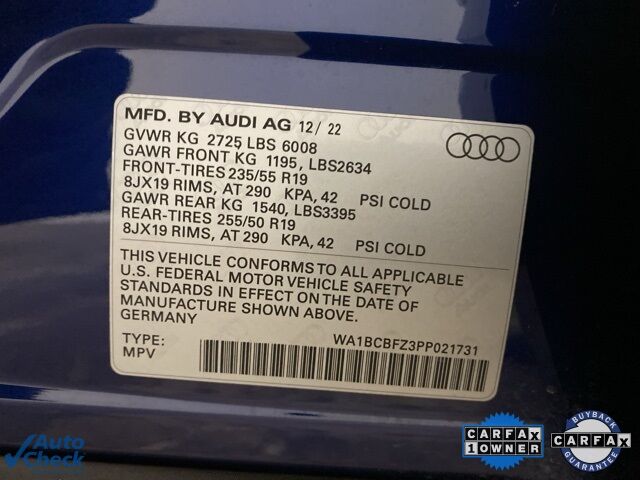 MFD. BY AUDI AG 12/ 22
GVWR KG 2725 LBS 6008
GAWR FRONT KG 1195, LBS2634
FRONT-TIRES 235/55 R19
8JX19 RIMS, AT 290 KPA, 42 PSI COLD
GAWR REAR KG 1540, LBS3395
REAR-TIRES 255/50 R19
8JX19 RIMS, AT 290 KPA, 42 PSI COLD
THIS VEHICLE CONFORMS TO ALL APPLICABLE
U.S. FEDERAL MOTOR VEHICLE SAFETY
STANDARDS IN EFFECT ON THE DATE OF
MANUFACTURE SHOWN ABOVE.
GERMANY
TYPE: WA1BCBFZ3PP021731
MPV
Auto
Check
CARFAX
1 OWNER
BUYBACK
CARFAX
GUARANTEE